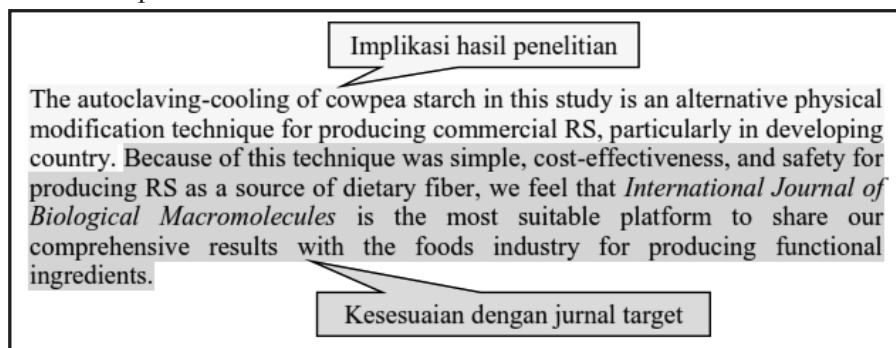 Implikasi hasil penelitian
The autoclaving-cooling of cowpea starch in this study is an alternative physical
modification technique for producing commercial RS, particularly in developing
country. Because of this technique was simple, cost-effectiveness, and safety for
producing RS as a source of dietary fiber, we feel that International Journal of
Biological Macromolecules is the most suitable platform to share our
comprehensive results with the foods industry for producing functional
ingredients.
Kesesuaian dengan jurnal target